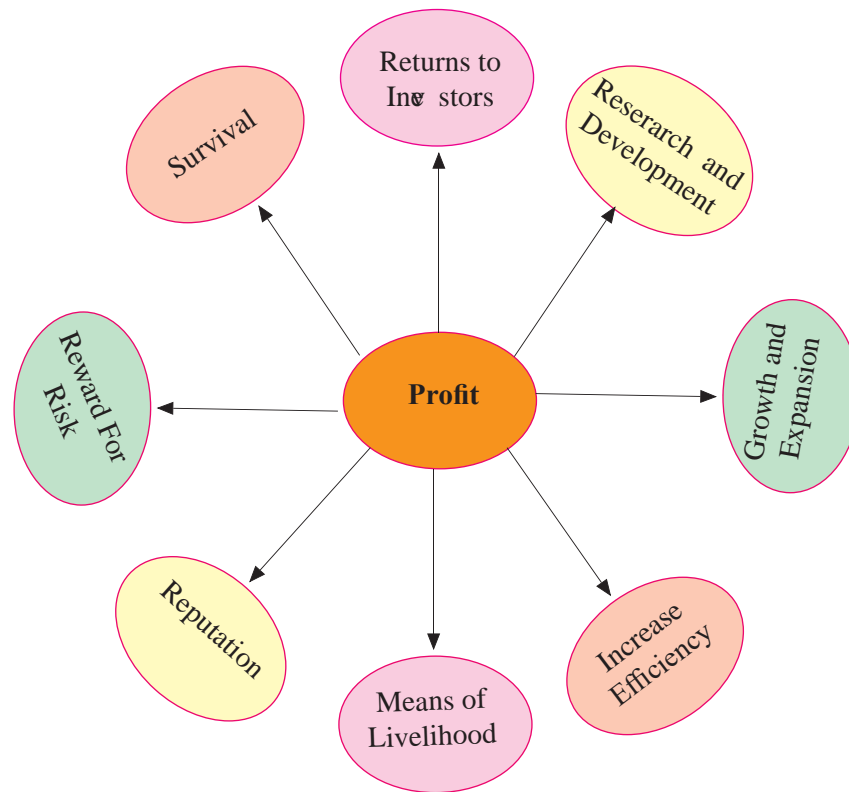 Returns to
Inve stors
Reserarch and
Development
Growth and
Expansion
Increase
Efficiency
Means of
Livelihood
Reputation
Reward For
Risk
Survival
Profit